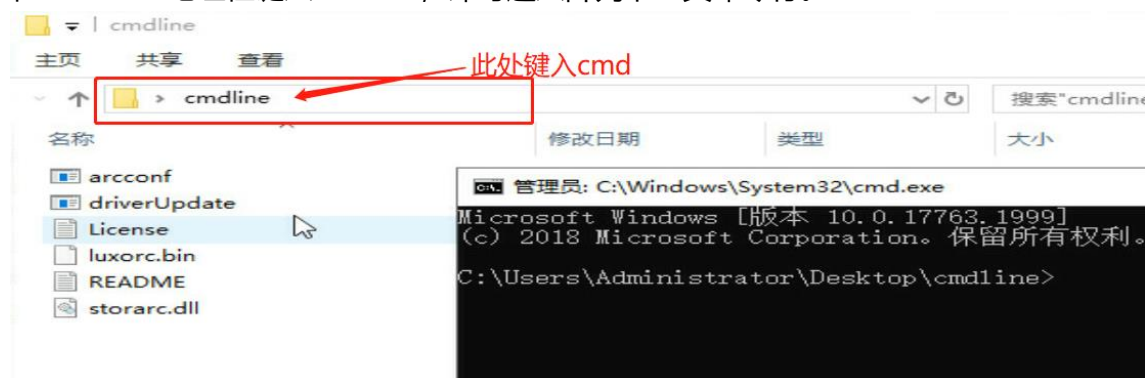 cmdline
主页 共享 查看
此处键入cmd
cmdline
搜索"cmdline
名称 修改日期 类型 大小
arcconf
driverUpdate
License
luxorc.bin
README
storarc.dll
管理员: C:\Windows\System32\cmd.exe
Microsoft Windows [版本 10.0.17763.1999]
(c) 2018 Microsoft Corporation。保留所有权利。
C:\Users\Administrator\Desktop\cmdline>